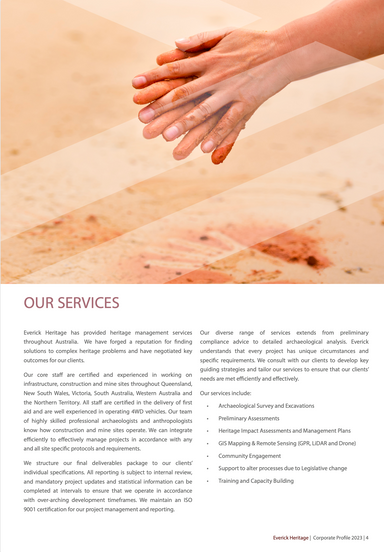 OUR SERVICES
Everick Heritage has provided heritage management services
throughout Australia. We have forged a reputation for finding
solutions to complex heritage problems and have negotiated key
outcomes for our clients.
Our core staff are certified and experienced in working on
infrastructure, construction and mine sites throughout Queensland,
New South Wales, Victoria, South Australia, Western Australia and
the Northern Territory. All staff are certified in the delivery of first
aid and are well experienced in operating 4WD vehicles. Our team
of highly skilled professional archaeologists and anthropologists
know how construction and mine sites operate. We can integrate
efficiently to effectively manage projects in accordance with any
and all site specific protocols and requirements.
We structure our final deliverables package to our clients'
individual specifications. All reporting is subject to internal review,
and mandatory project updates and statistical information can be
completed at intervals to ensure that we operate in accordance
with over-arching development timeframes. We maintain an ISO
9001 certification for our project management and reporting.
Our diverse range of services extends from preliminary
compliance advice to detailed archaeological analysis. Everick
understands that every project has unique circumstances and
specific requirements. We consult with our clients to develop key
guiding strategies and tailor our services to ensure that our clients'
needs are met efficiently and effectively.
Our services include:
• Archaeological Survey and Excavations
• Preliminary Assessments
• Heritage Impact Assessments and Management Plans
• GIS Mapping & Remote Sensing (GPR, LiDAR and Drone)
• Community Engagement
• Support to alter processes due to Legislative change
• Training and Capacity Building
Everick Heritage | Corporate Profile 2023 | 4